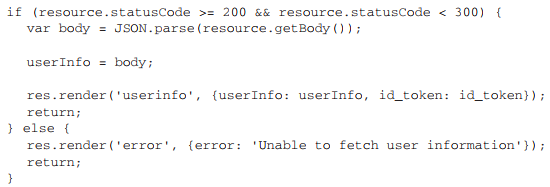 if (resource.statusCode >= 200 && resource.statusCode < 300) {
var body = JSON.parse(resource.getBody());
userInfo = body;
res.render('userinfo', {userInfo: userInfo, id_token: id_token});
return;
} else {
res.render('error', {error: 'Unable to fetch user information'});
return;
}